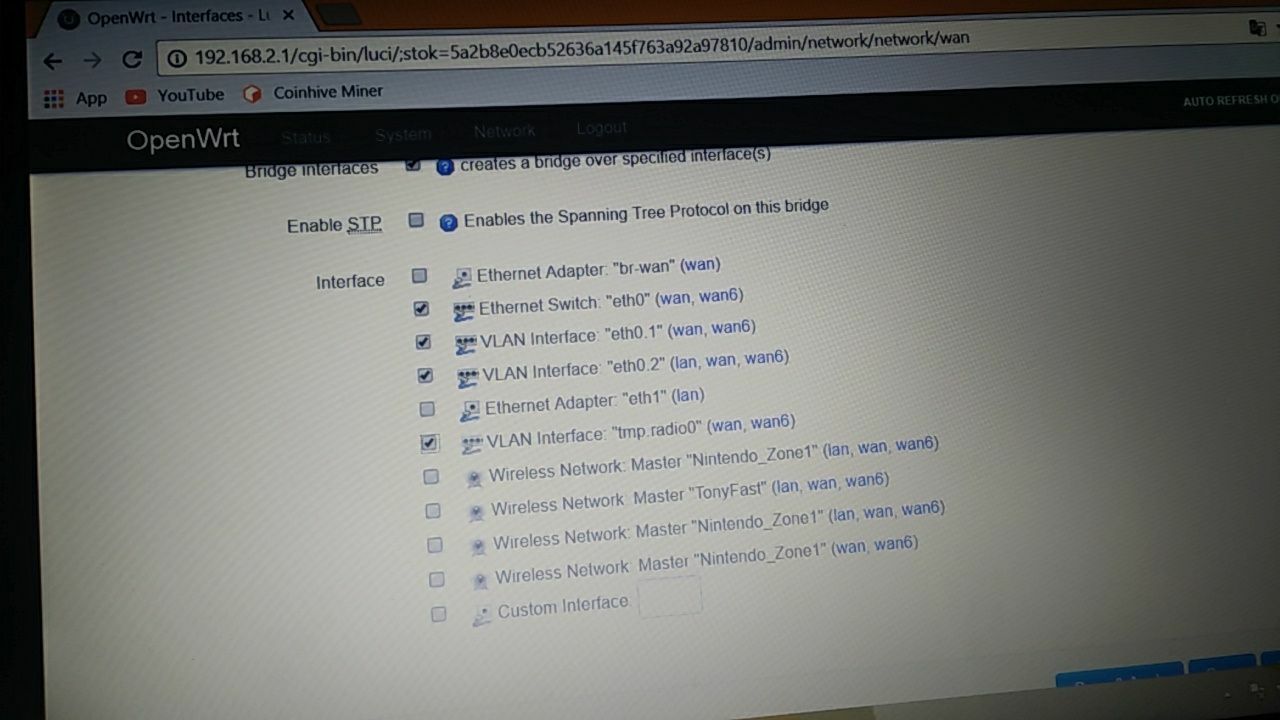 OpenWrt - Interfaces - Lu
192.168.2.1/cgi-bin/luci/;stok=5a2b8e0ecb52636a145f763a92a97810/admin/network/network/wan
App YouTube Coinhive Miner
OpenWrt Status System Network Logout AUTO REFRESH
Bridge interfaces creates a bridge over specified interface(s)
Enable STP Enables the Spanning Tree Protocol on this bridge
Interface Ethernet Adapter: "br-wan" (wan)
Ethernet Switch: "eth0" (wan, wan6)
VLAN Interface: "eth0.1" (wan, wan6)
VLAN Interface: "eth0.2" (lan, wan, wan6)
Ethernet Adapter: "eth1" (lan)
VLAN Interface: "tmp.radio0" (wan, wan6)
Wireless Network: Master "Nintendo_Zone1" (lan, wan, wan6)
Wireless Network: Master "TonyFast" (lan, wan, wan6)
Wireless Network: Master "Nintendo_Zone1" (lan, wan, wan6)
Wireless Network: Master "Nintendo_Zone1" (wan, wan6)
Custom Interface: